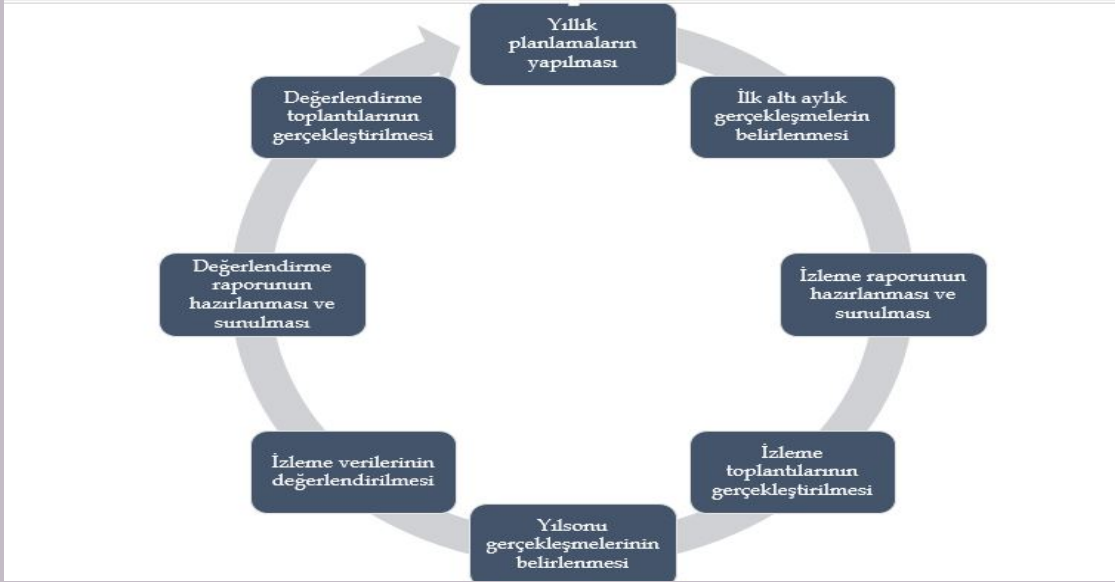 Yıllık
planlamaların
yapılması
İlk altı aylık
gerçekleşmelerin
belirlenmesi
İzleme raporunun
hazırlanması ve
sunulması
İzleme
toplantılarının
gerçekleştirilmesi
Yılsonu
gerçekleşmelerinin
belirlenmesi
İzleme verilerinin
değerlendirilmesi
Değerlendirme
raporunun
hazırlanması ve
sunulması
Değerlendirme
toplantılarının
gerçekleştirilmesi